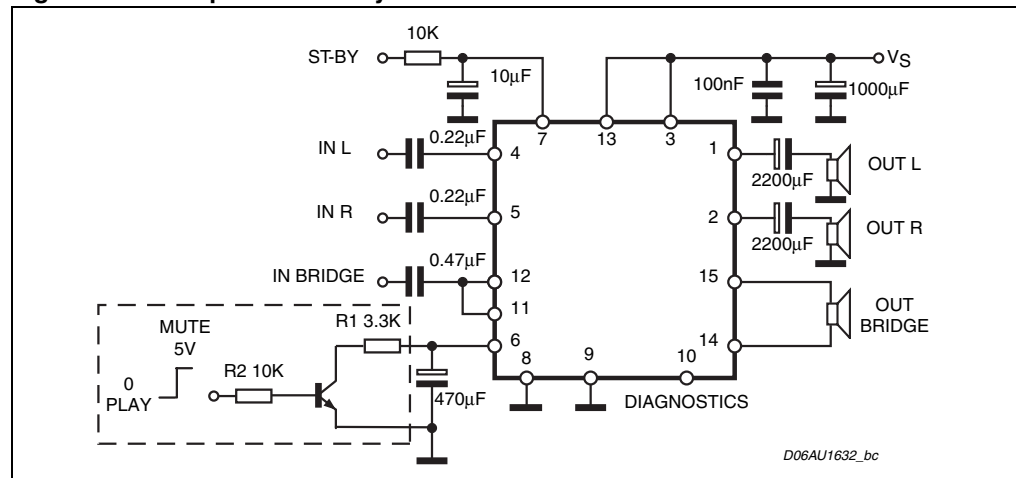 10K
ST-BY
10µF
100nF
1000µF
VS
7
13
3
IN L
0.22µF
4
1
2200µF
OUT L
IN R
0.22µF
5
2
2200µF
OUT R
IN BRIDGE
0.47µF
12
11
15
14
OUT
BRIDGE
R1 3.3K
6
8
9
10
MUTE
5V
0
PLAY
R2 10K
470µF
DIAGNOSTICS
D06AU1632_bc